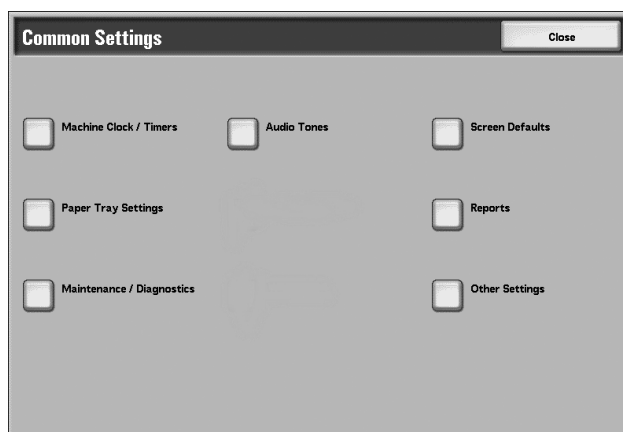 Common Settings
Close
Machine Clock / Timers
Audio Tones
Screen Defaults
Paper Tray Settings
Reports
Maintenance / Diagnostics
Other Settings